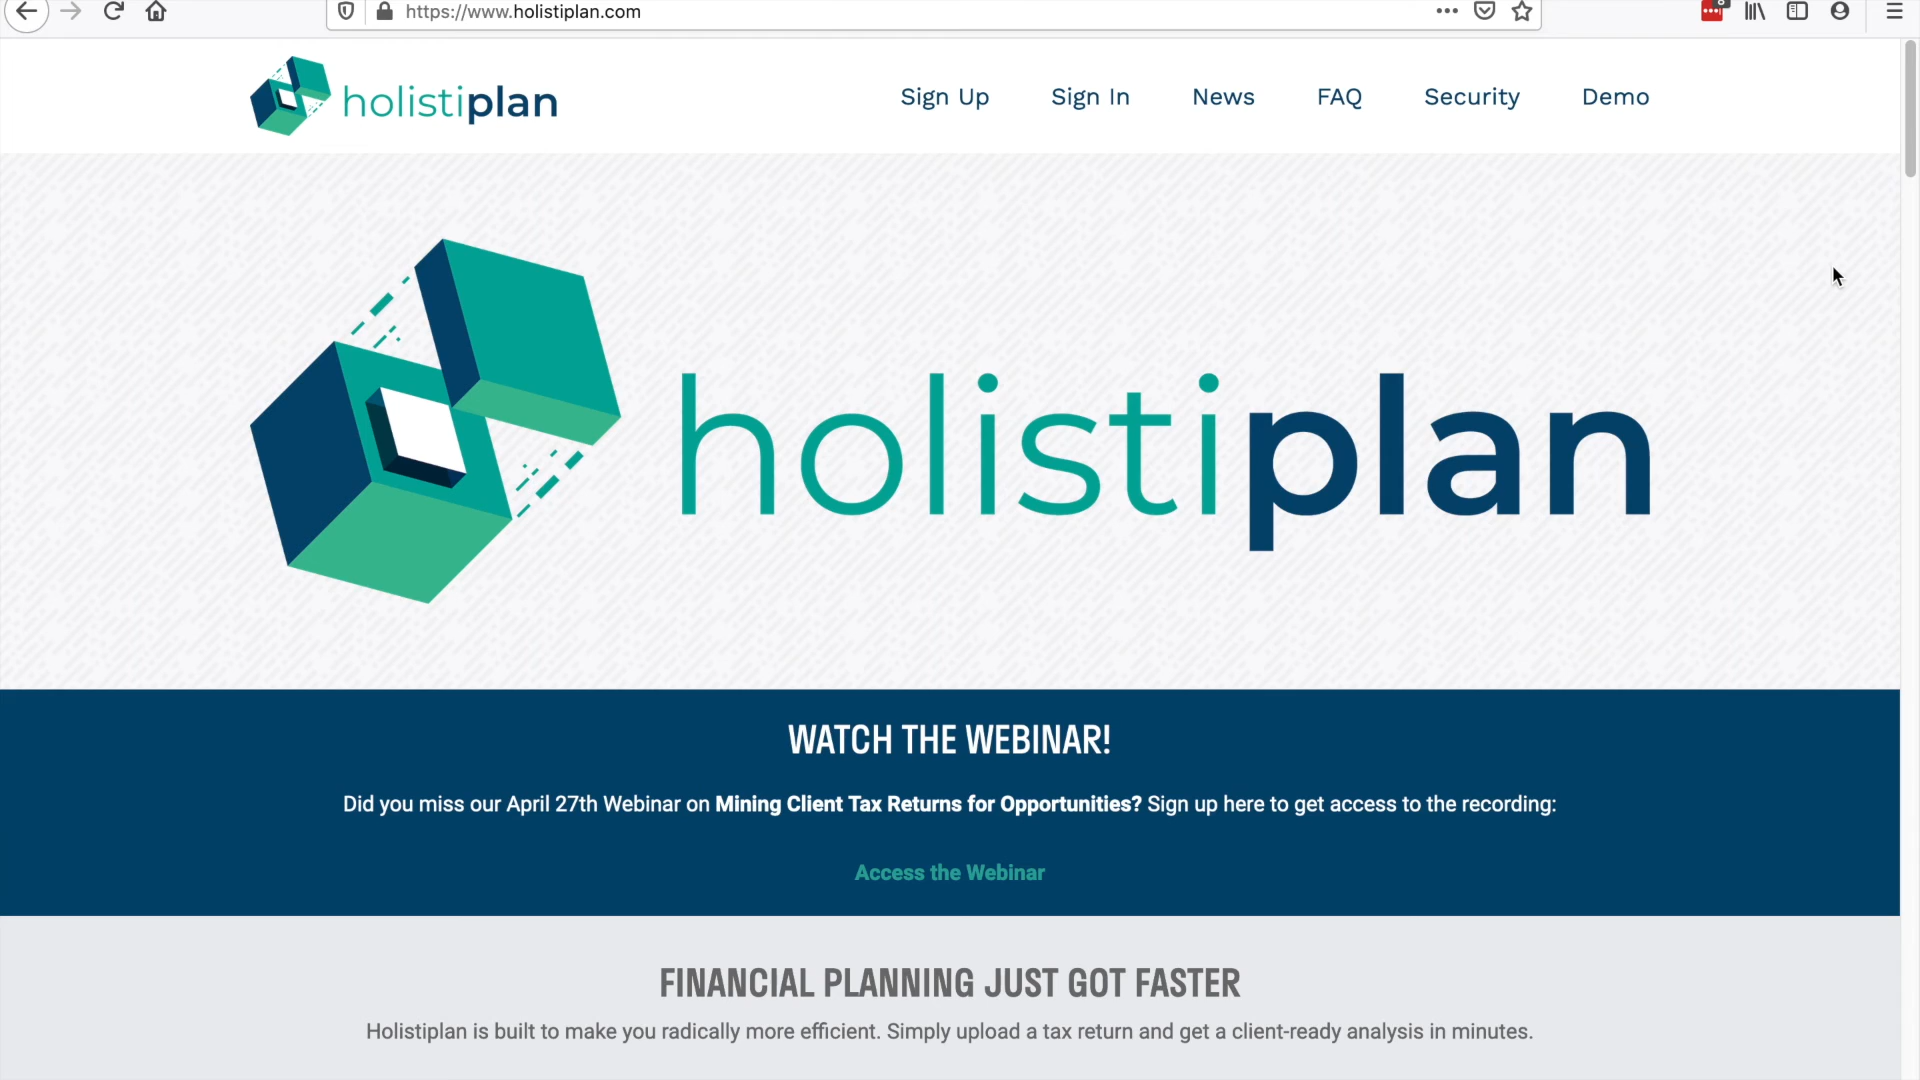 https://www.holistiplan.com
holistiplan
Sign Up
Sign In
News
FAQ
Security
Demo
holistiplan
WATCH THE WEBINAR!
Did you miss our April 27th Webinar on Mining Client Tax Returns for Opportunities? Sign up here to get access to the recording:
Access the Webinar
FINANCIAL PLANNING JUST GOT FASTER
Holistiplan is built to make you radically more efficient. Simply upload a tax return and get a client-ready analysis in minutes.